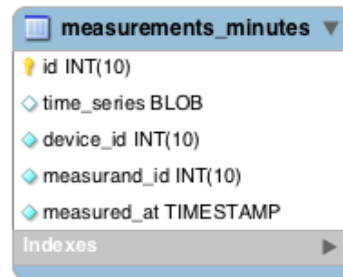 measurements_minutes
id INT(10)
time_series BLOB
device_id INT(10)
measurand_id INT(10)
measured_at TIMESTAMP
Indexes